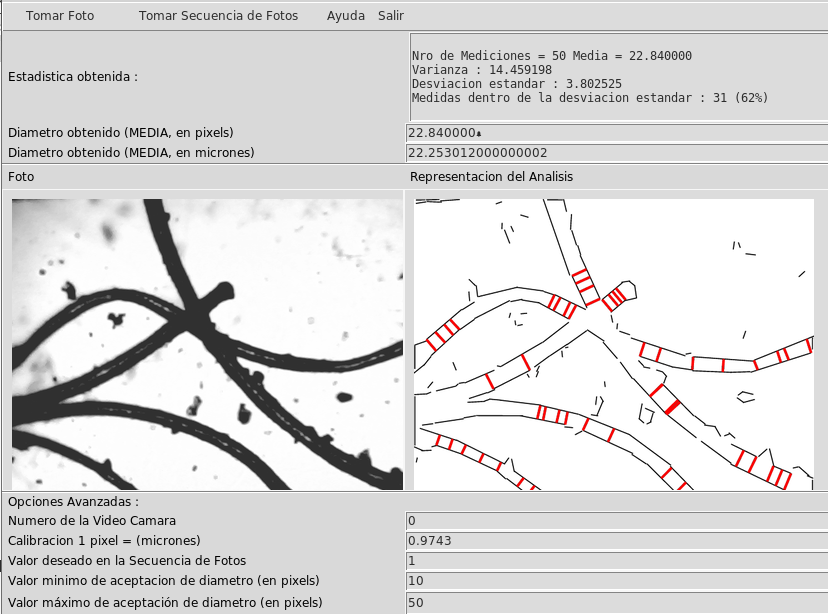 Tomar Foto Tomar Secuencia de Fotos Ayuda Salir
Estadistica obtenida :
Nro de Mediciones = 50 Media = 22.840000
Varianza : 14.459198
Desviacion estandar : 3.802525
Medidas dentro de la desviacion estandar : 31 (62%)
Diametro obtenido (MEDIA, en pixels) 22.840000
Diametro obtenido (MEDIA, en micrones) 22.253012000000002
Foto Representacion del Analisis
Opciones Avanzadas :
Numero de la Video Camara 0
Calibracion 1 pixel = (micrones) 0.9743
Valor deseado en la Secuencia de Fotos 1
Valor minimo de aceptacion de diametro (en pixels) 10
Valor máximo de aceptación de diametro (en pixels) 50